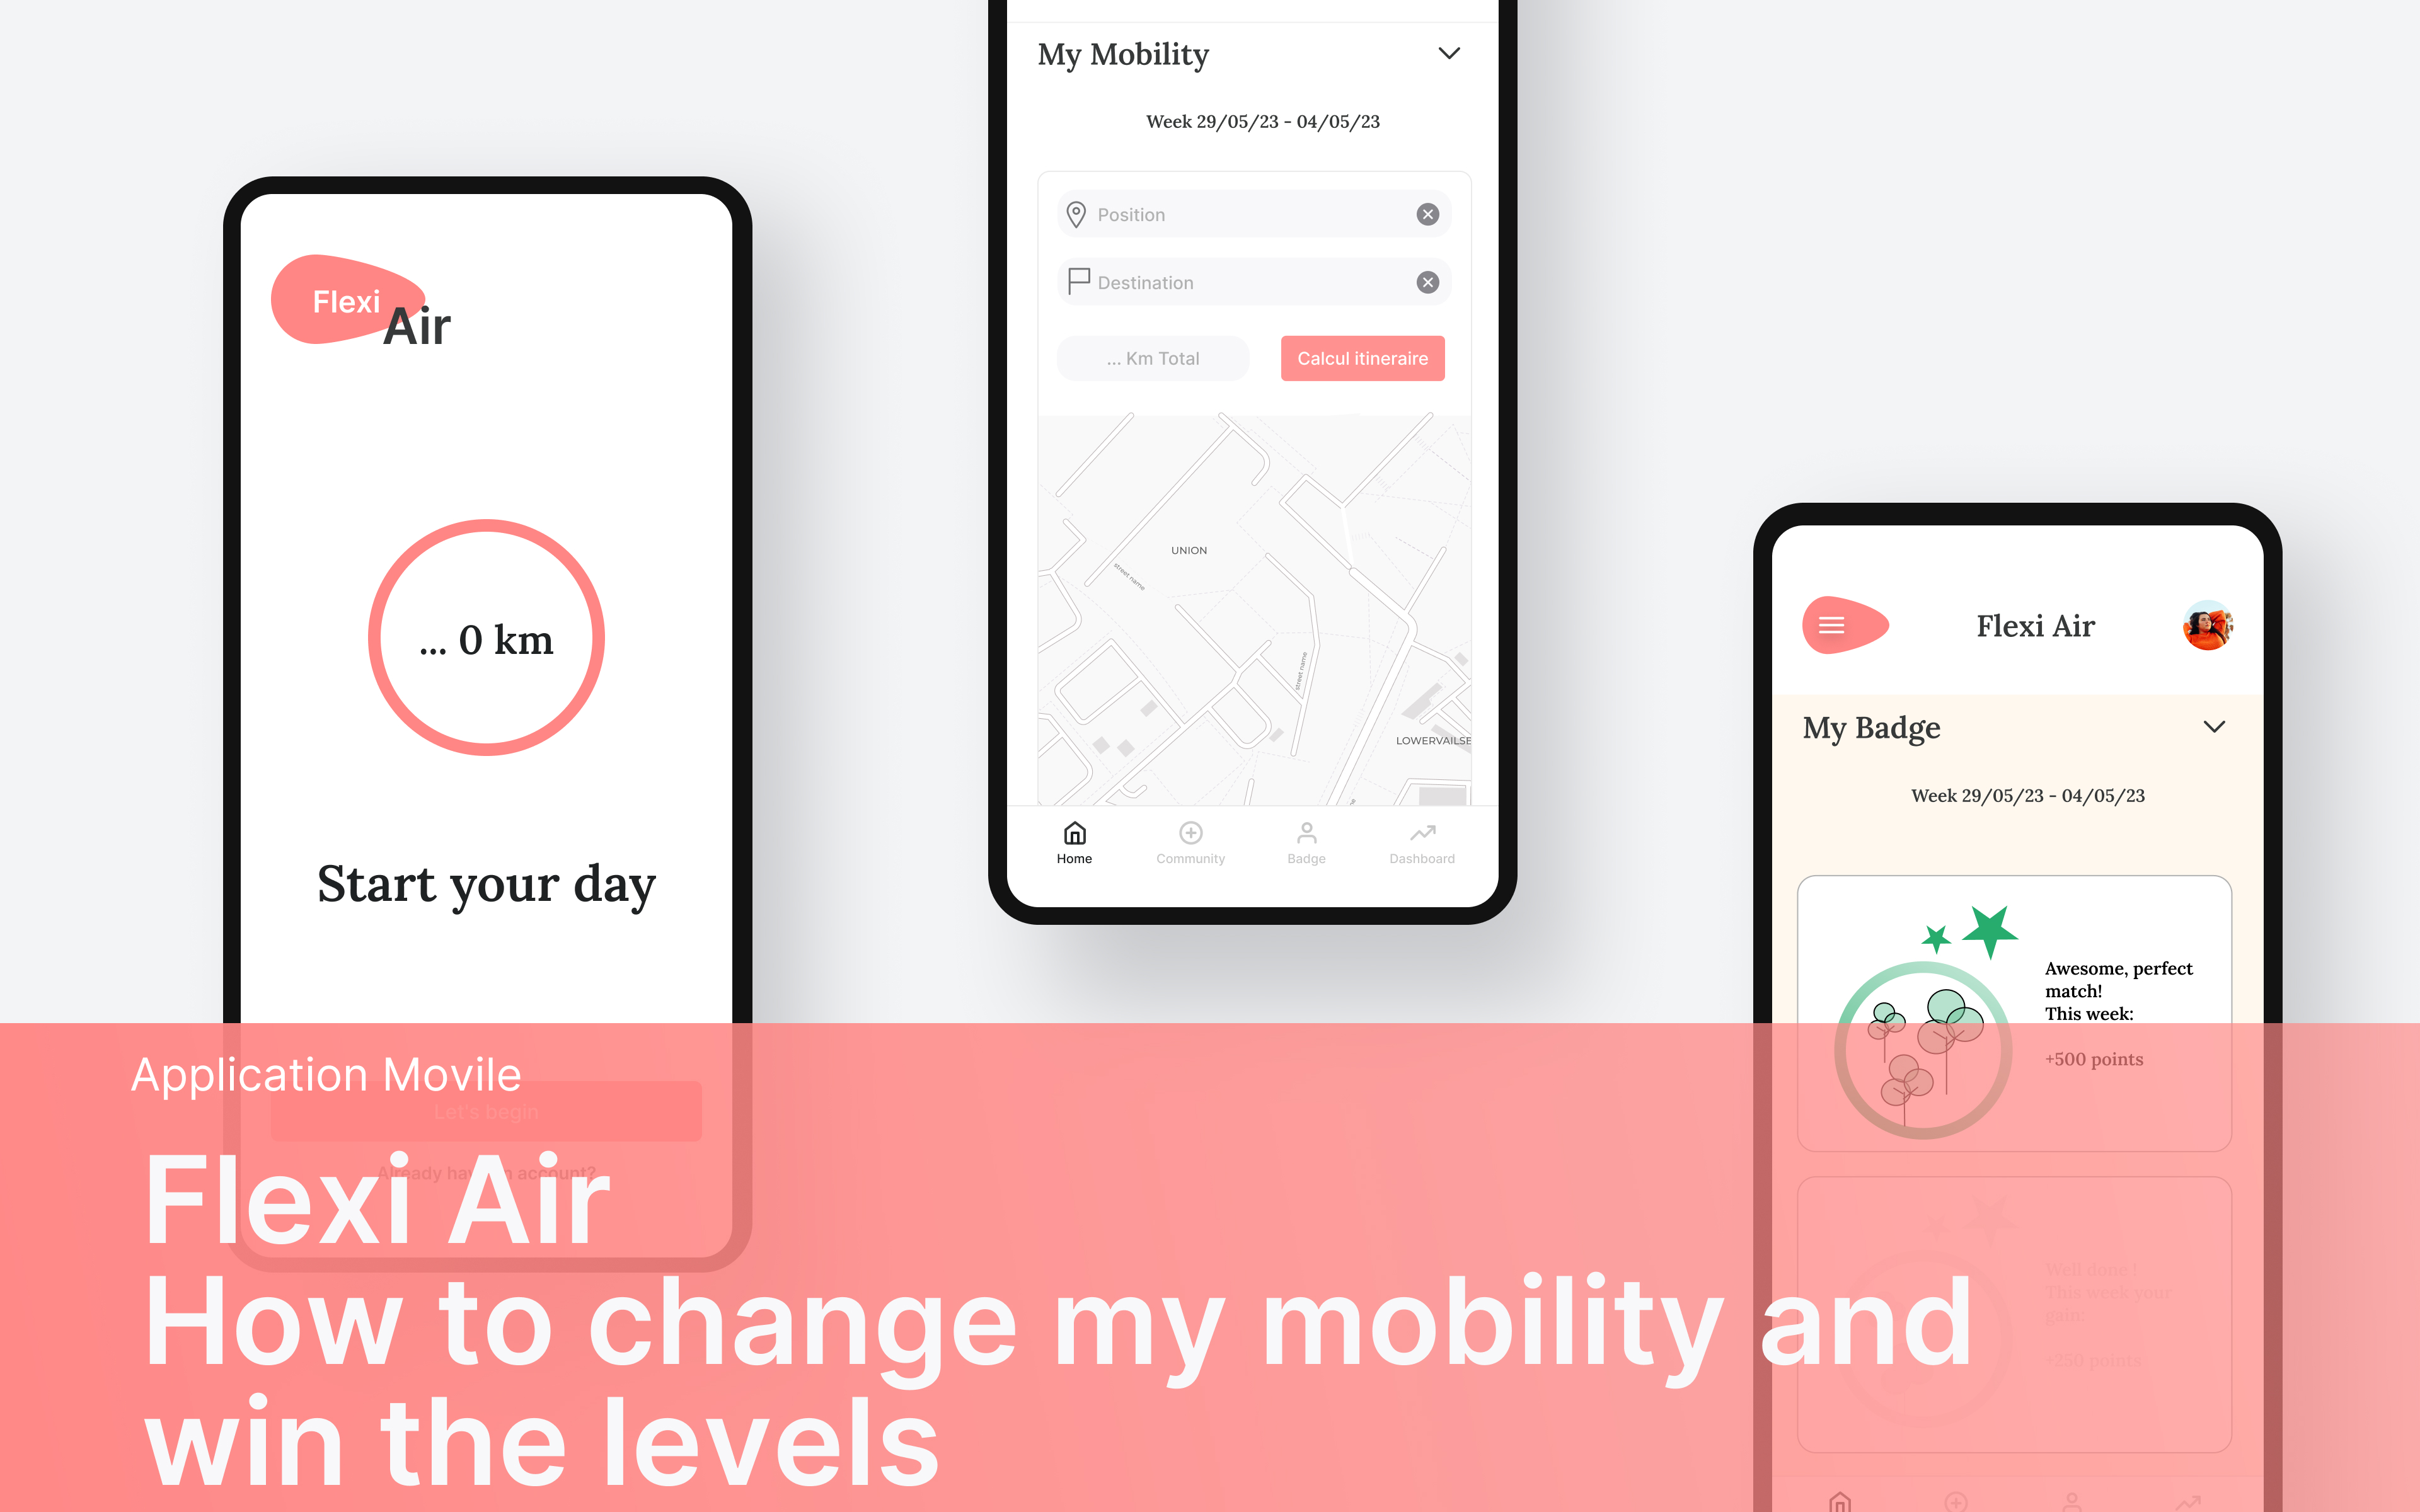 Flexi
Air
... 0 km
Start your day
Let's begin
Already have an account?
My Mobility
Week 29/05/23 - 04/05/23
Position
Destination
... Km Total
Calcul itineraire
UNION
street name
street name
LOWERVAILSE
Home
Community
Badge
Dashboard
Flexi Air
My Badge
Week 29/05/23 - 04/05/23
Awesome, perfect
match!
This week:
+500 points
Well done !
This week your
gain:
+250 points
Application Movile
Flexi Air
How to change my mobility and
win the levels